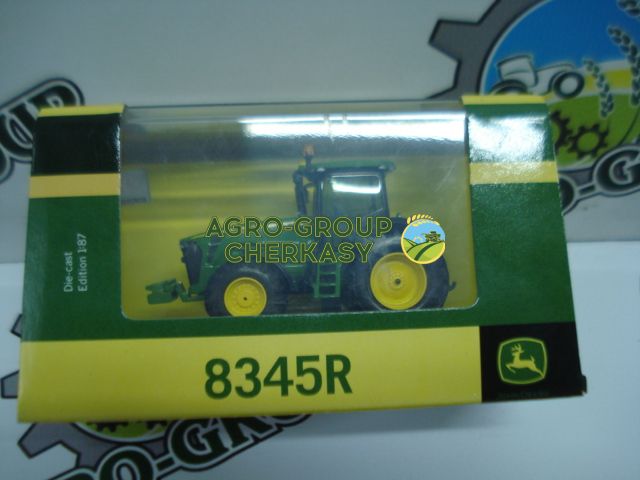 AGRO-GROUP
CHERKASY
Die-cast
Edition 1:87
8345R